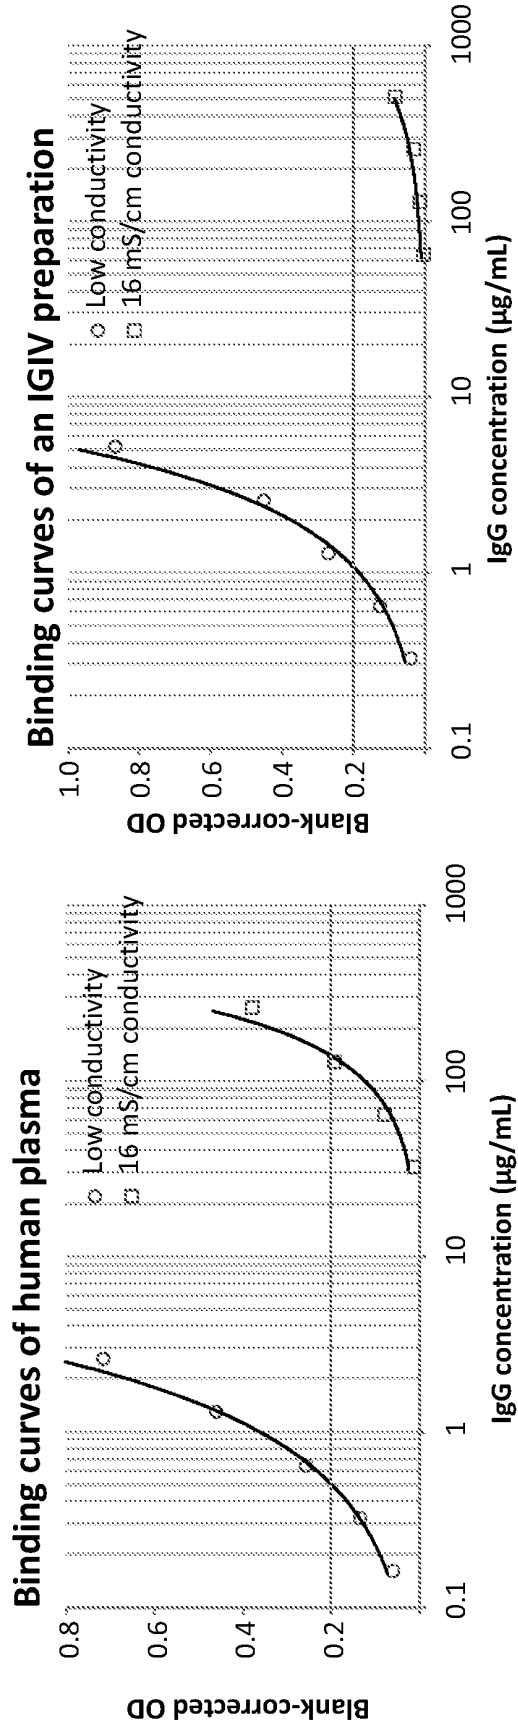 Binding curves of human plasma
Low conductivity
16 mS/cm conductivity
Blank-corrected OD
0.8
0.6
0.4
0.2
0.1
1
10
100
1000
IgG concentration (µg/mL)
Binding curves of an IGIV preparation
Low conductivity
16 mS/cm conductivity
Blank-corrected OD
1.0
0.8
0.6
0.4
0.2
0.1
1
10
100
1000
IgG concentration (µg/mL)